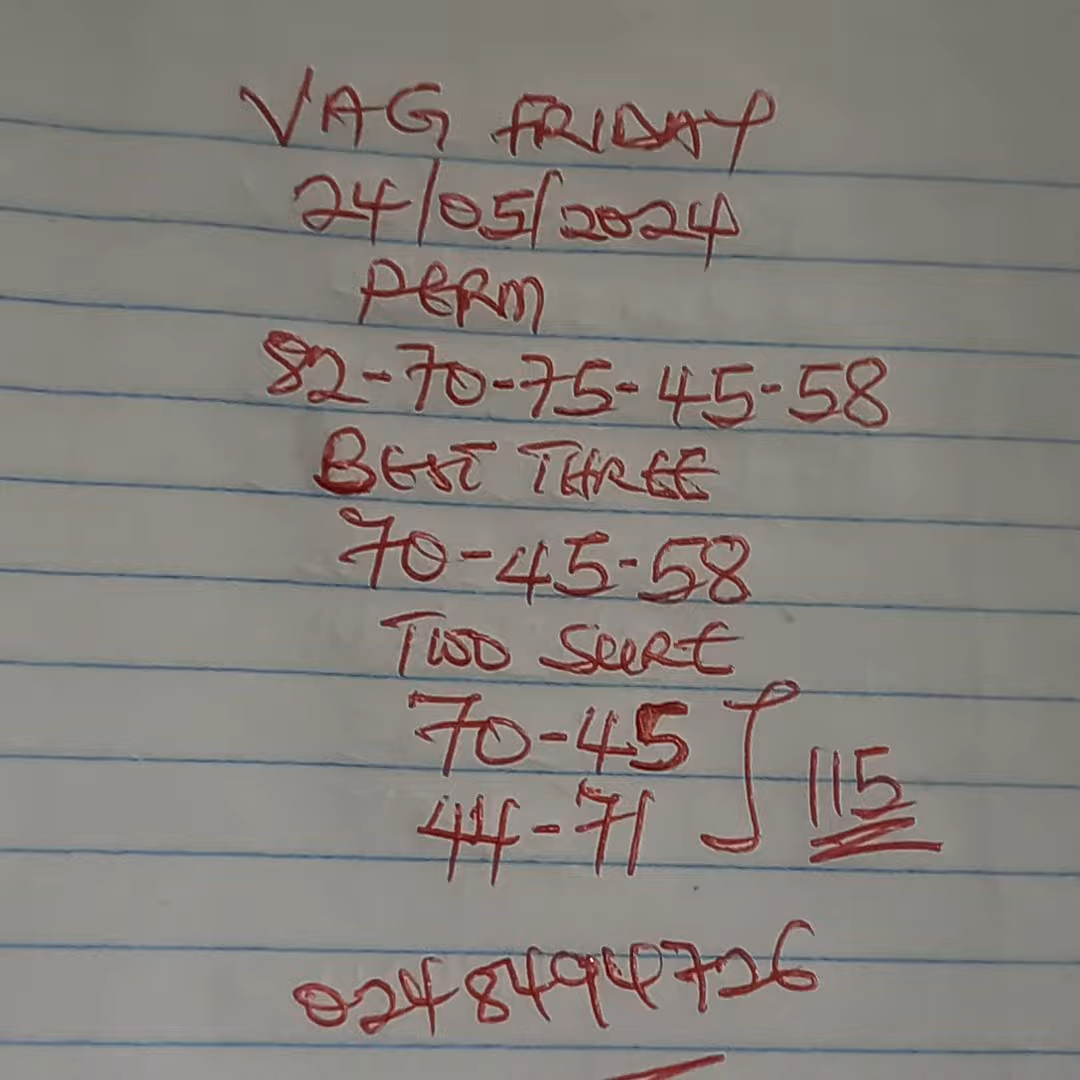 VAG FRIDAY
24/05/2024
PERM
82-70-75-45-58
BEST THREE
70-45-58
TWO SURE
70-45
44-71
115
0248494726